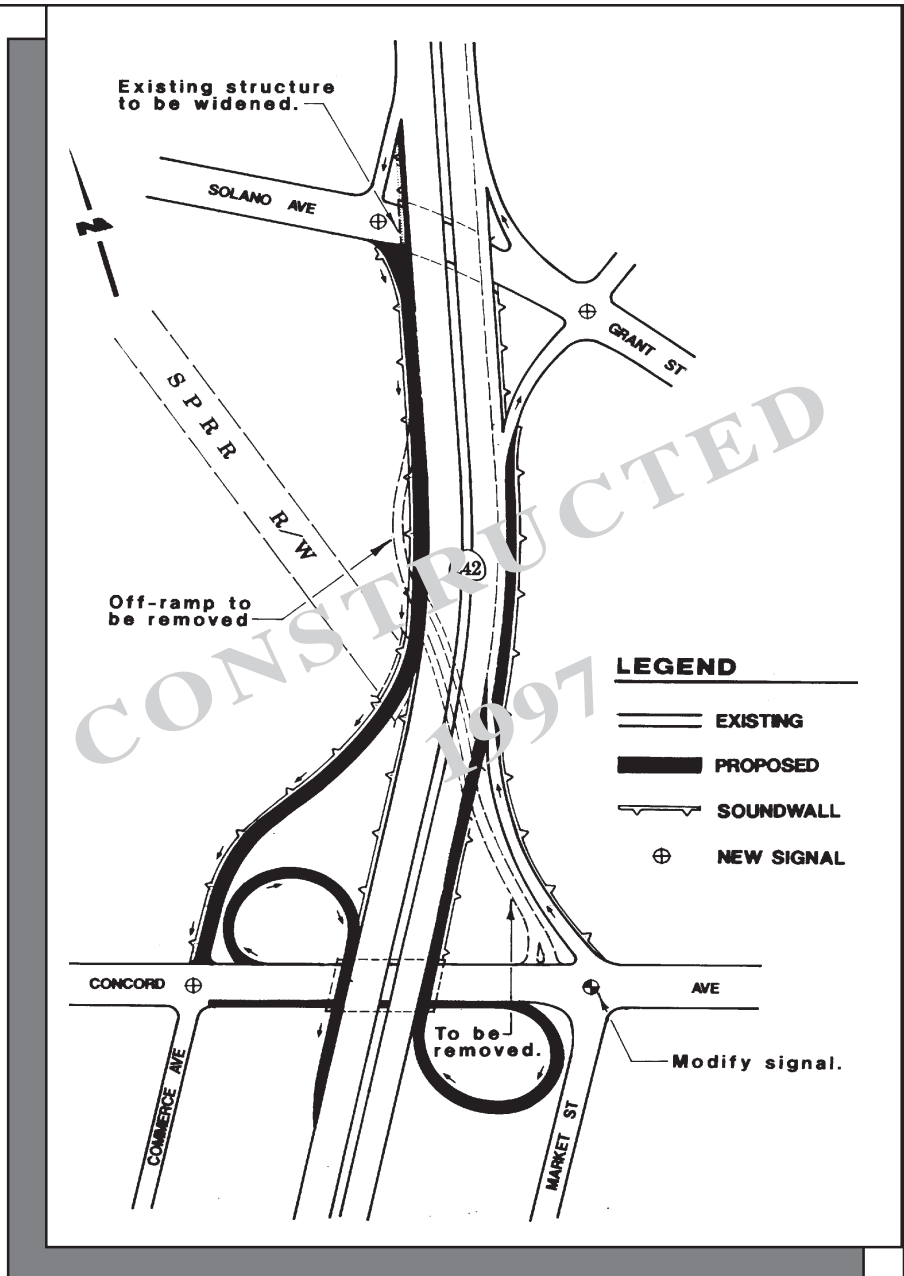 Existing structure
to be widened.
SOLANO AVE
N
GRANT ST
SPRR R/W
CONSTRUCTED
1997
242
Off-ramp to
be removed
LEGEND
EXISTING
PROPOSED
SOUNDWALL
NEW SIGNAL
CONCORD AVE
To be
removed.
Modify signal.
COMMERCE AVE
MARKET ST